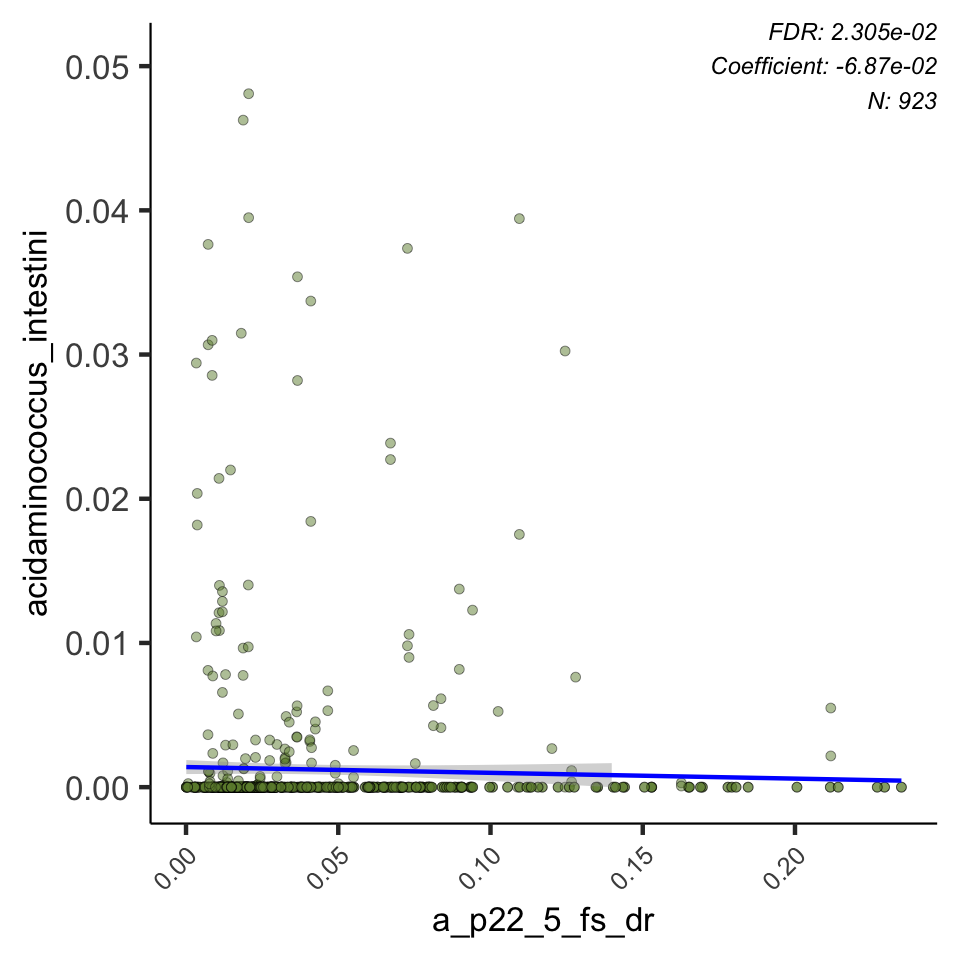 FDR: 2.305e-02
Coefficient: -6.87e-02
N: 923
acidaminococcus_intestini
0.05
0.04
0.03
0.02
0.01
0.00
0.00
0.05
0.10
0.15
0.20
a_p22_5_fs_dr